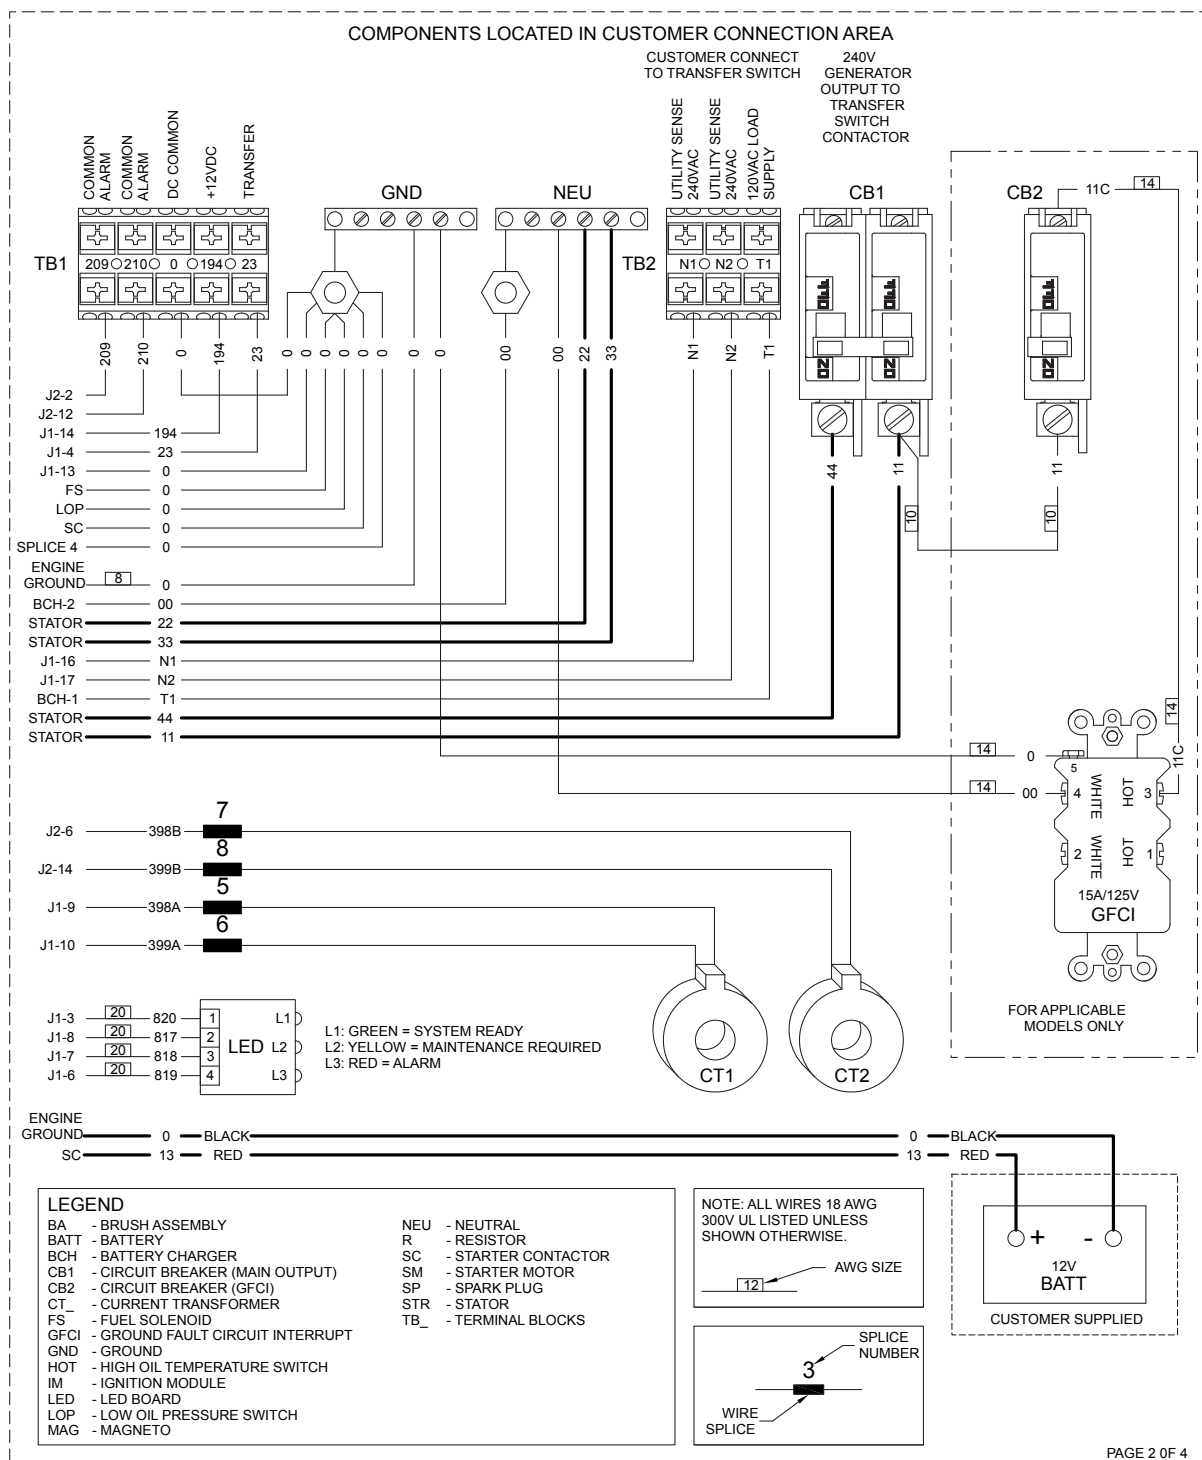 COMPONENTS LOCATED IN CUSTOMER CONNECTION AREA
CUSTOMER CONNECT
TO TRANSFER SWITCH
240V
GENERATOR
OUTPUT TO
TRANSFER
SWITCH
CONTACTOR
COMMON
ALARM
COMMON
ALARM
DC COMMON
+12VDC
TRANSFER
GND
NEU
UTILITY SENSE
240VAC
UTILITY SENSE
240VAC
120VAC LOAD
SUPPLY
CB1
CB2
11C
14
TB1
209 210 0 194 23
TB2
N1 N2 T1
209
210
0
194
23
0
0
0
0
0
0
0
0
00
00
22
33
N1
N2
T1
OFF
OFF
OFF
ON
ON
ON
44
11
11
10
10
J2-2
J2-12
J1-14 194
J1-4 23
J1-13 0
FS 0
LOP 0
SC 0
SPLICE 4 0
ENGINE
GROUND 8 0
BCH-2 00
STATOR 22
STATOR 33
J1-16 N1
J1-17 N2
BCH-1 T1
STATOR 44
STATOR 11
14
11C
14 0
14 00
5
4 WHITE HOT 3
2 WHITE HOT 1
15A/125V
GFCI
FOR APPLICABLE
MODELS ONLY
7
J2-6 398B
8
J2-14 399B
5
J1-9 398A
6
J1-10 399A
CT1
CT2
J1-3 20 820 1 L1
J1-8 20 817 2
J1-7 20 818 3 L2
J1-6 20 819 4 L3
LED
L1: GREEN = SYSTEM READY
L2: YELLOW = MAINTENANCE REQUIRED
L3: RED = ALARM
ENGINE
GROUND 0 BLACK 0 BLACK
SC 13 RED 13 RED
LEGEND
BA - BRUSH ASSEMBLY
BATT - BATTERY
BCH - BATTERY CHARGER
CB1 - CIRCUIT BREAKER (MAIN OUTPUT)
CB2 - CIRCUIT BREAKER (GFCI)
CT_ - CURRENT TRANSFORMER
FS - FUEL SOLENOID
GFCI - GROUND FAULT CIRCUIT INTERRUPT
GND - GROUND
HOT - HIGH OIL TEMPERATURE SWITCH
IM - IGNITION MODULE
LED - LED BOARD
LOP - LOW OIL PRESSURE SWITCH
MAG - MAGNETO
NEU - NEUTRAL
R - RESISTOR
SC - STARTER CONTACTOR
SM - STARTER MOTOR
SP - SPARK PLUG
STR - STATOR
TB_ - TERMINAL BLOCKS
NOTE: ALL WIRES 18 AWG
300V UL LISTED UNLESS
SHOWN OTHERWISE.
AWG SIZE
12
SPLICE
NUMBER
3
WIRE
SPLICE
+ -
12V
BATT
CUSTOMER SUPPLIED
PAGE 2 0F 4